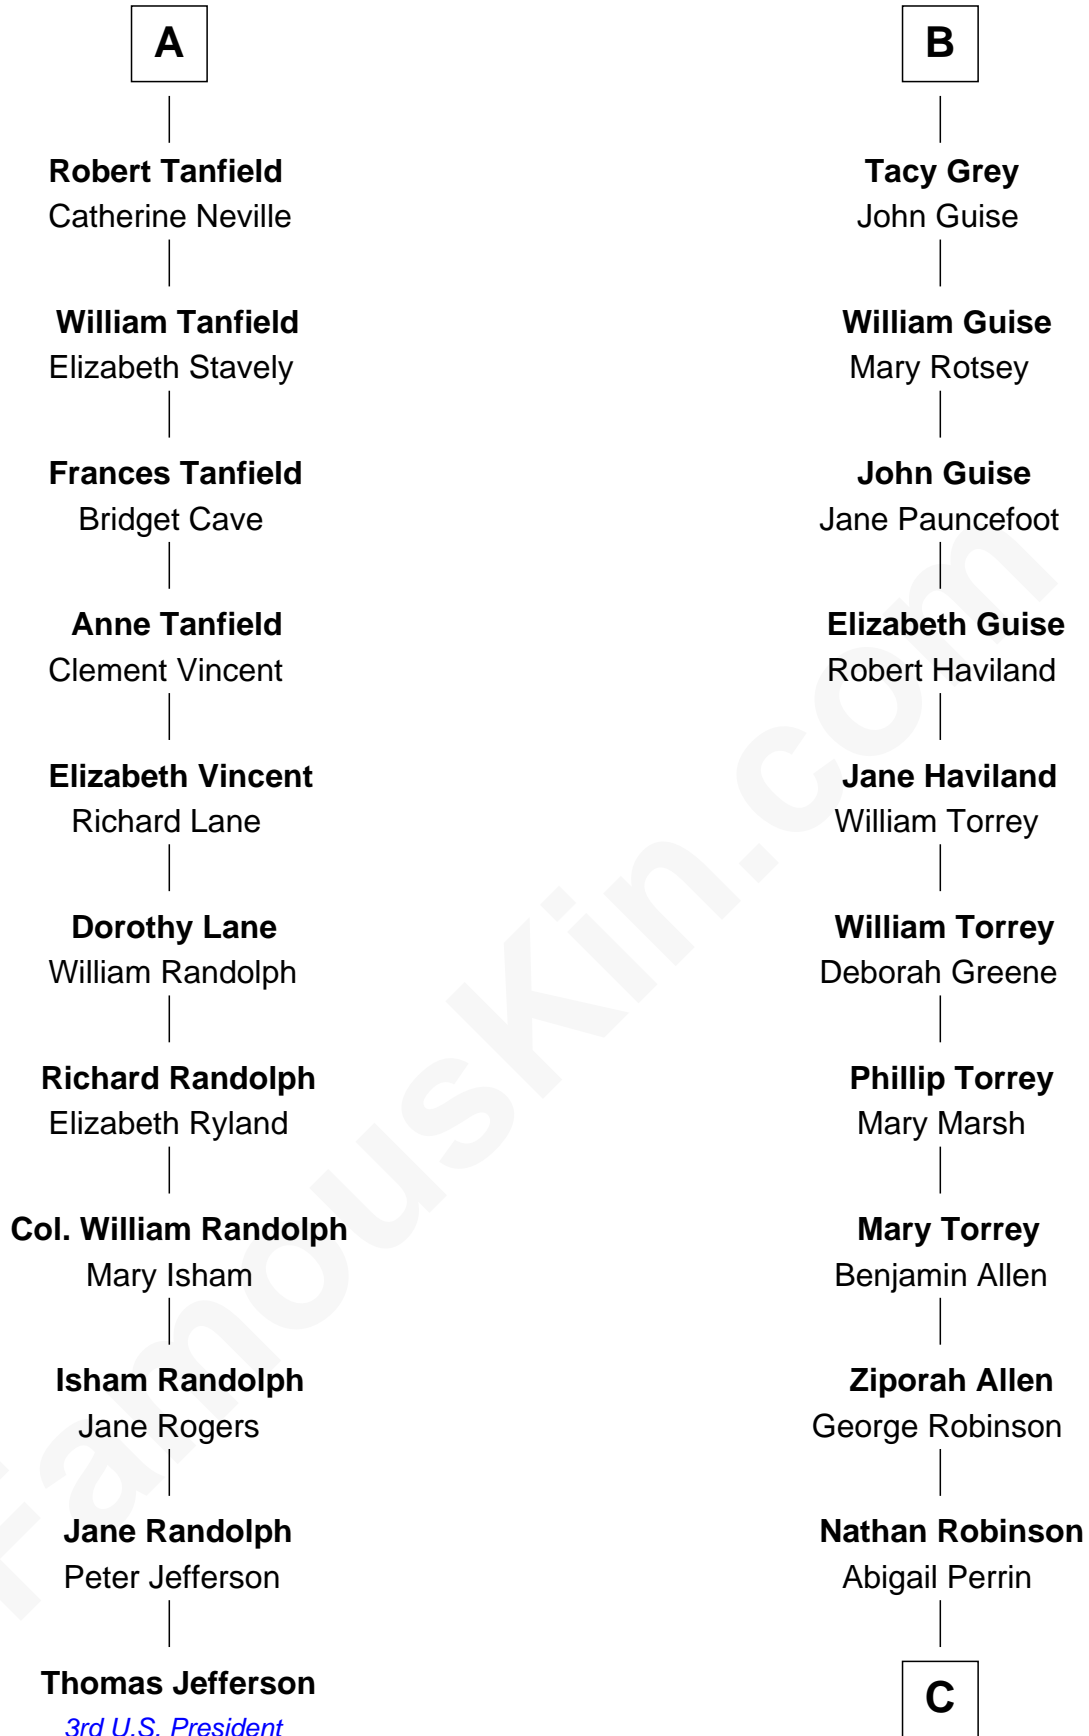 A
Robert Tanfield
Catherine Neville
William Tanfield
Elizabeth Stavely
Frances Tanfield
Bridget Cave
Anne Tanfield
Clement Vincent
Elizabeth Vincent
Richard Lane
Dorothy Lane
William Randolph
Richard Randolph
Elizabeth Ryland
Col. William Randolph
Mary Isham
Isham Randolph
Jane Rogers
Jane Randolph
Peter Jefferson
Thomas Jefferson
3rd U.S. President
B
Tacy Grey
John Guise
William Guise
Mary Rotsey
John Guise
Jane Pauncefoot
Elizabeth Guise
Robert Haviland
Jane Haviland
William Torrey
William Torrey
Deborah Greene
Phillip Torrey
Mary Marsh
Mary Torrey
Benjamin Allen
Ziporah Allen
George Robinson
Nathan Robinson
Abigail Perrin
C
FamousKin.com